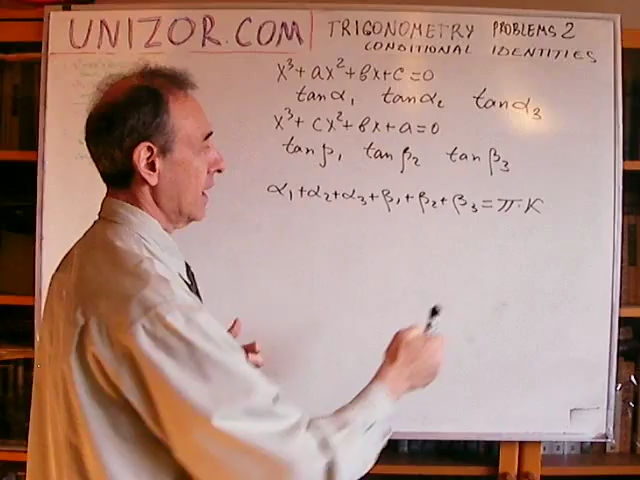 UNIZOR.COM
TRIGONOMETRY PROBLEMS 2
CONDITIONAL IDENTITIES
x³+ax²+bx+c=0
tanα₁ tanα₂ tanα₃
x³+cx²+bx+a=0
tanβ₁ tanβ₂ tanβ₃
α₁+α₂+α₃+β₁+β₂+β₃=π·K